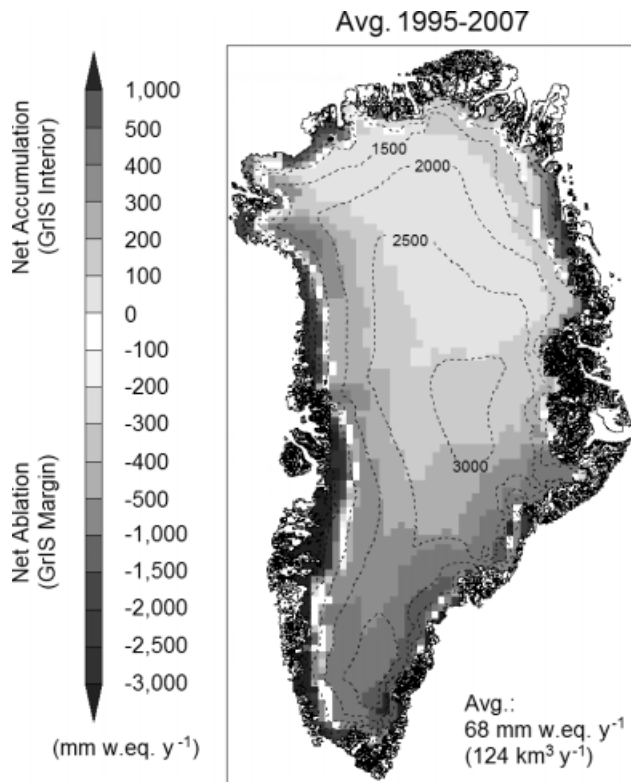 Avg. 1995-2007
Net Accumulation
(GrIS Interior)
Net Ablation
(GrIS Margin)
1,000
500
400
300
200
100
0
-100
-200
-300
-400
-500
-1,000
-1,500
-2,000
-2,500
-3,000
(mm w.eq. y⁻¹)
1500
2000
2500
3000
Avg.:
68 mm w.eq. y⁻¹
(124 km³ y⁻¹)